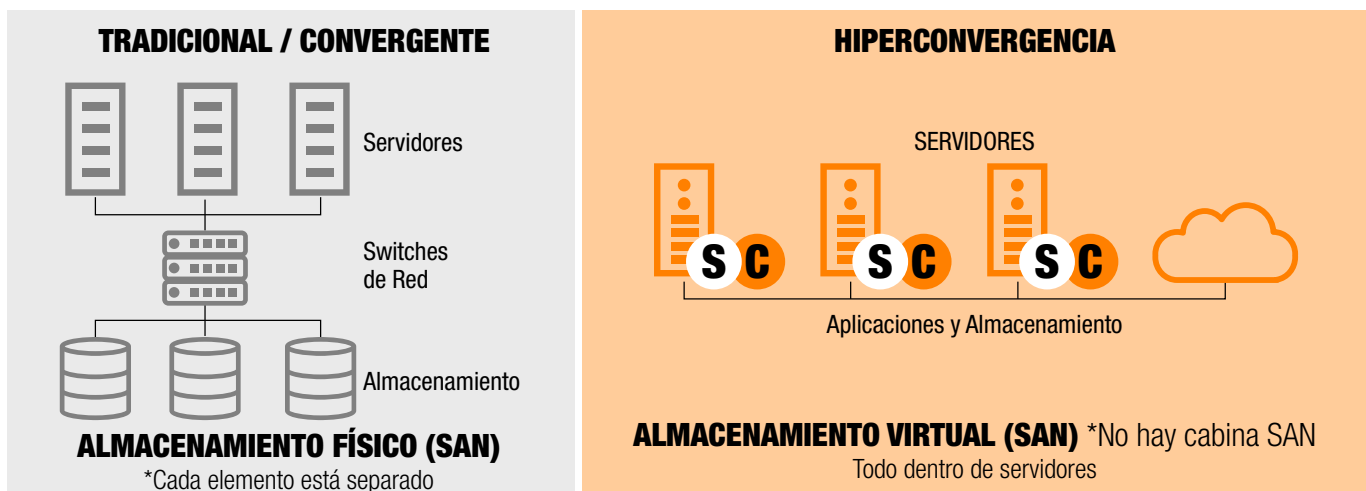 TRADICIONAL / CONVERGENTE
Servidores
Switches
de Red
Almacenamiento
ALMACENAMIENTO FÍSICO (SAN)
*Cada elemento está separado
HIPERCONVERGENCIA
SERVIDORES
S C
S C
S C
Aplicaciones y Almacenamiento
ALMACENAMIENTO VIRTUAL (SAN) *No hay cabina SAN
Todo dentro de servidores